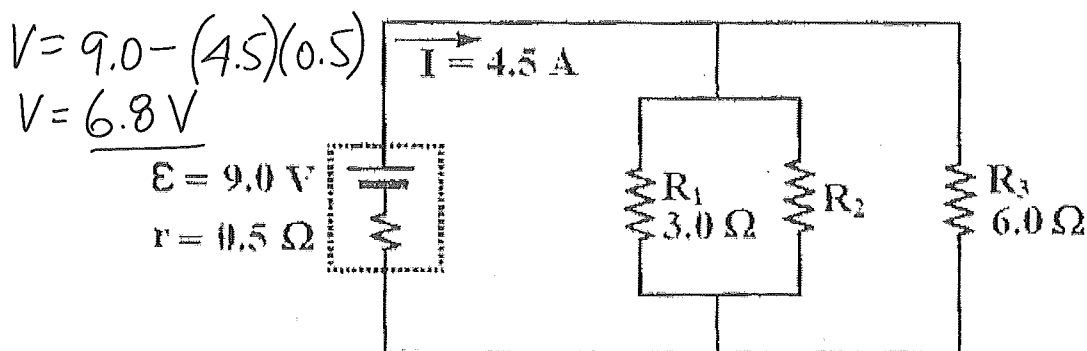 V = 9.0 - (4.5)(0.5)
V = 6.8 V
I = 4.5 A
ℰ = 9.0 V
r = 0.5 Ω
R₁
3.0 Ω
R₂
R₃
6.0 Ω